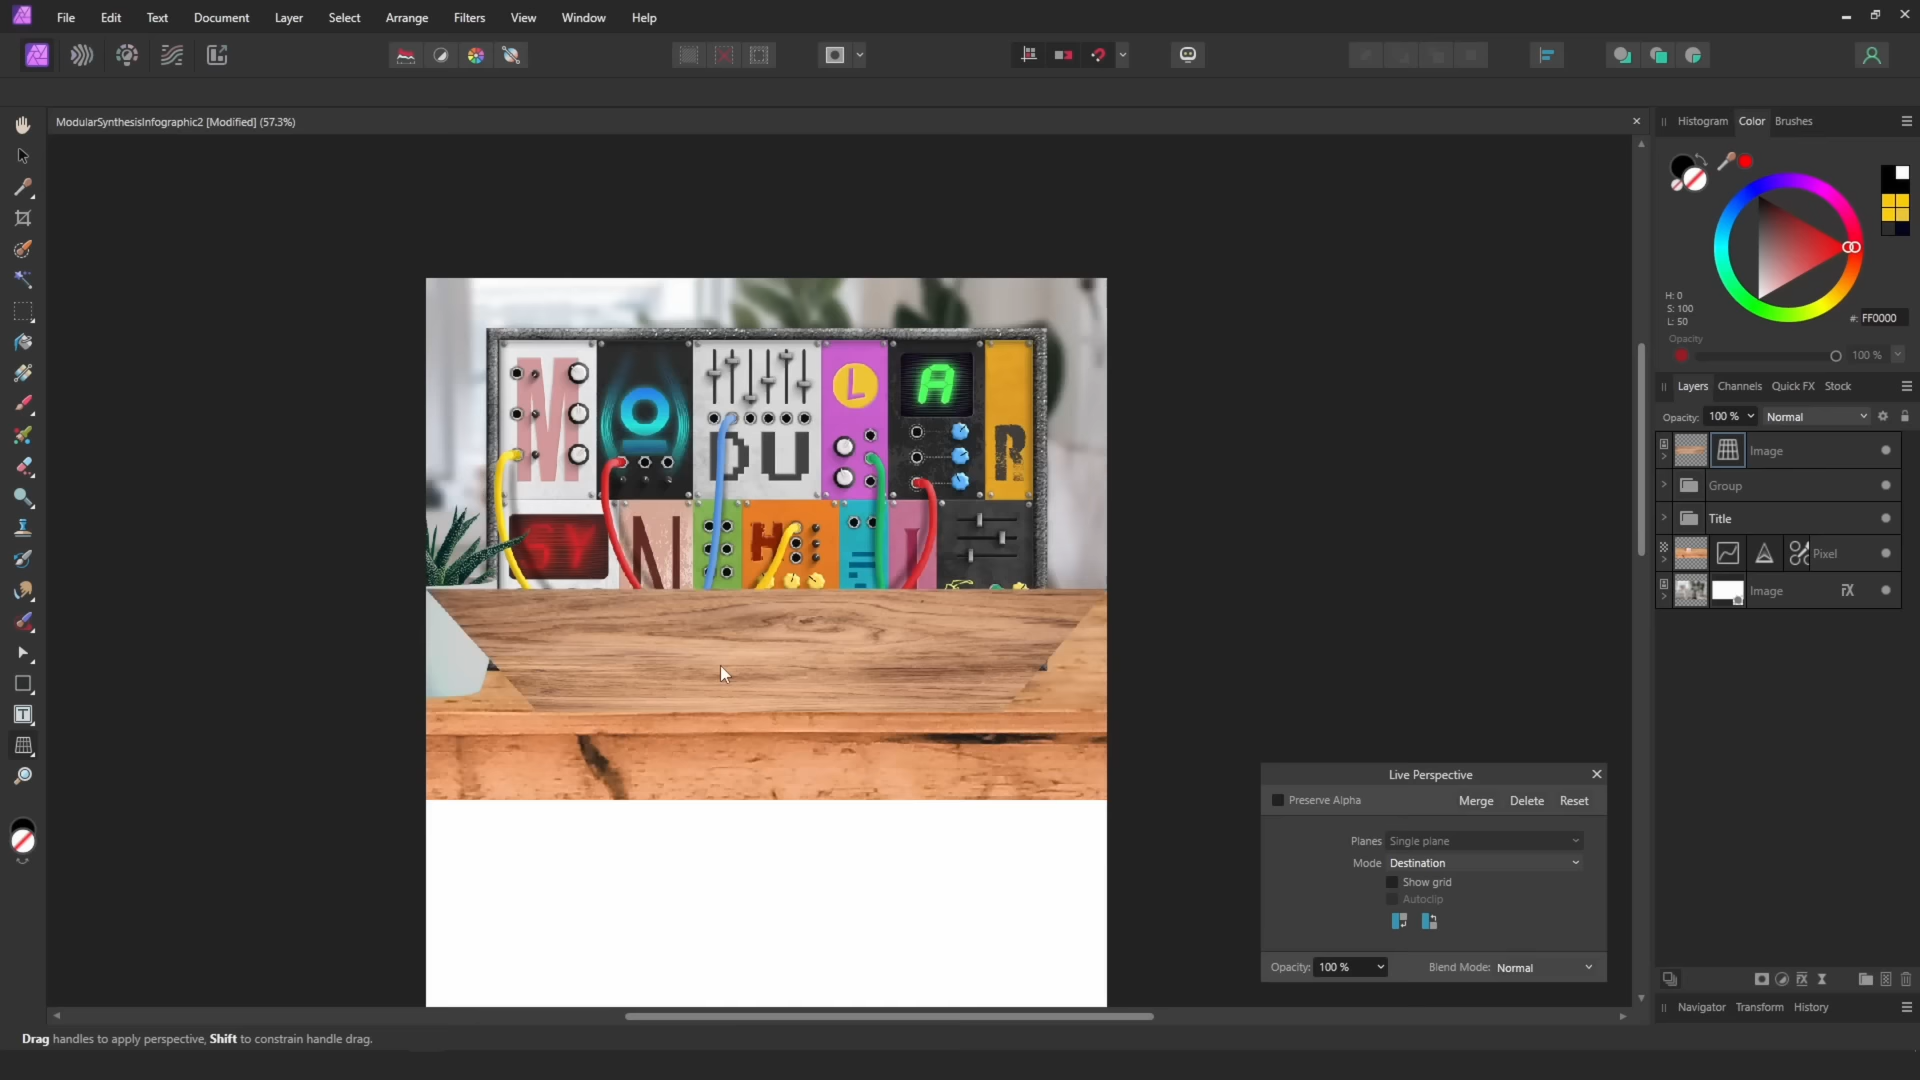 File Edit Text Document Layer Select Arrange Filters View Window Help
ModularSynthesisInfographic2 [Modified] (57.3%)
Histogram Color Brushes
H: 0
S: 100
L: 50
#: FF0000
Opacity
100 %
Layers Channels Quick FX Stock
Opacity: 100 % Normal
Image
Group
Title
Pixel
Image
M O DU L A R
SY N H
Live Perspective
Preserve Alpha Merge Delete Reset
Planes Single plane
Mode Destination
Show grid
Autoclip
Opacity: 100 % Blend Mode: Normal
Navigator Transform History
Drag handles to apply perspective, Shift to constrain handle drag.